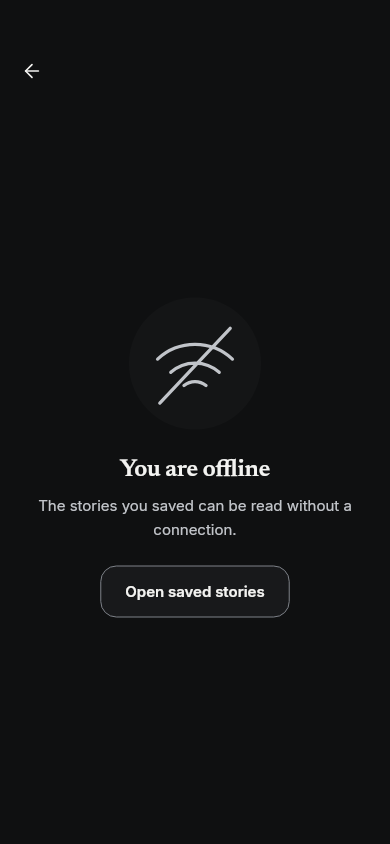 You are offline
The stories you saved can be read without a
connection.
Open saved stories